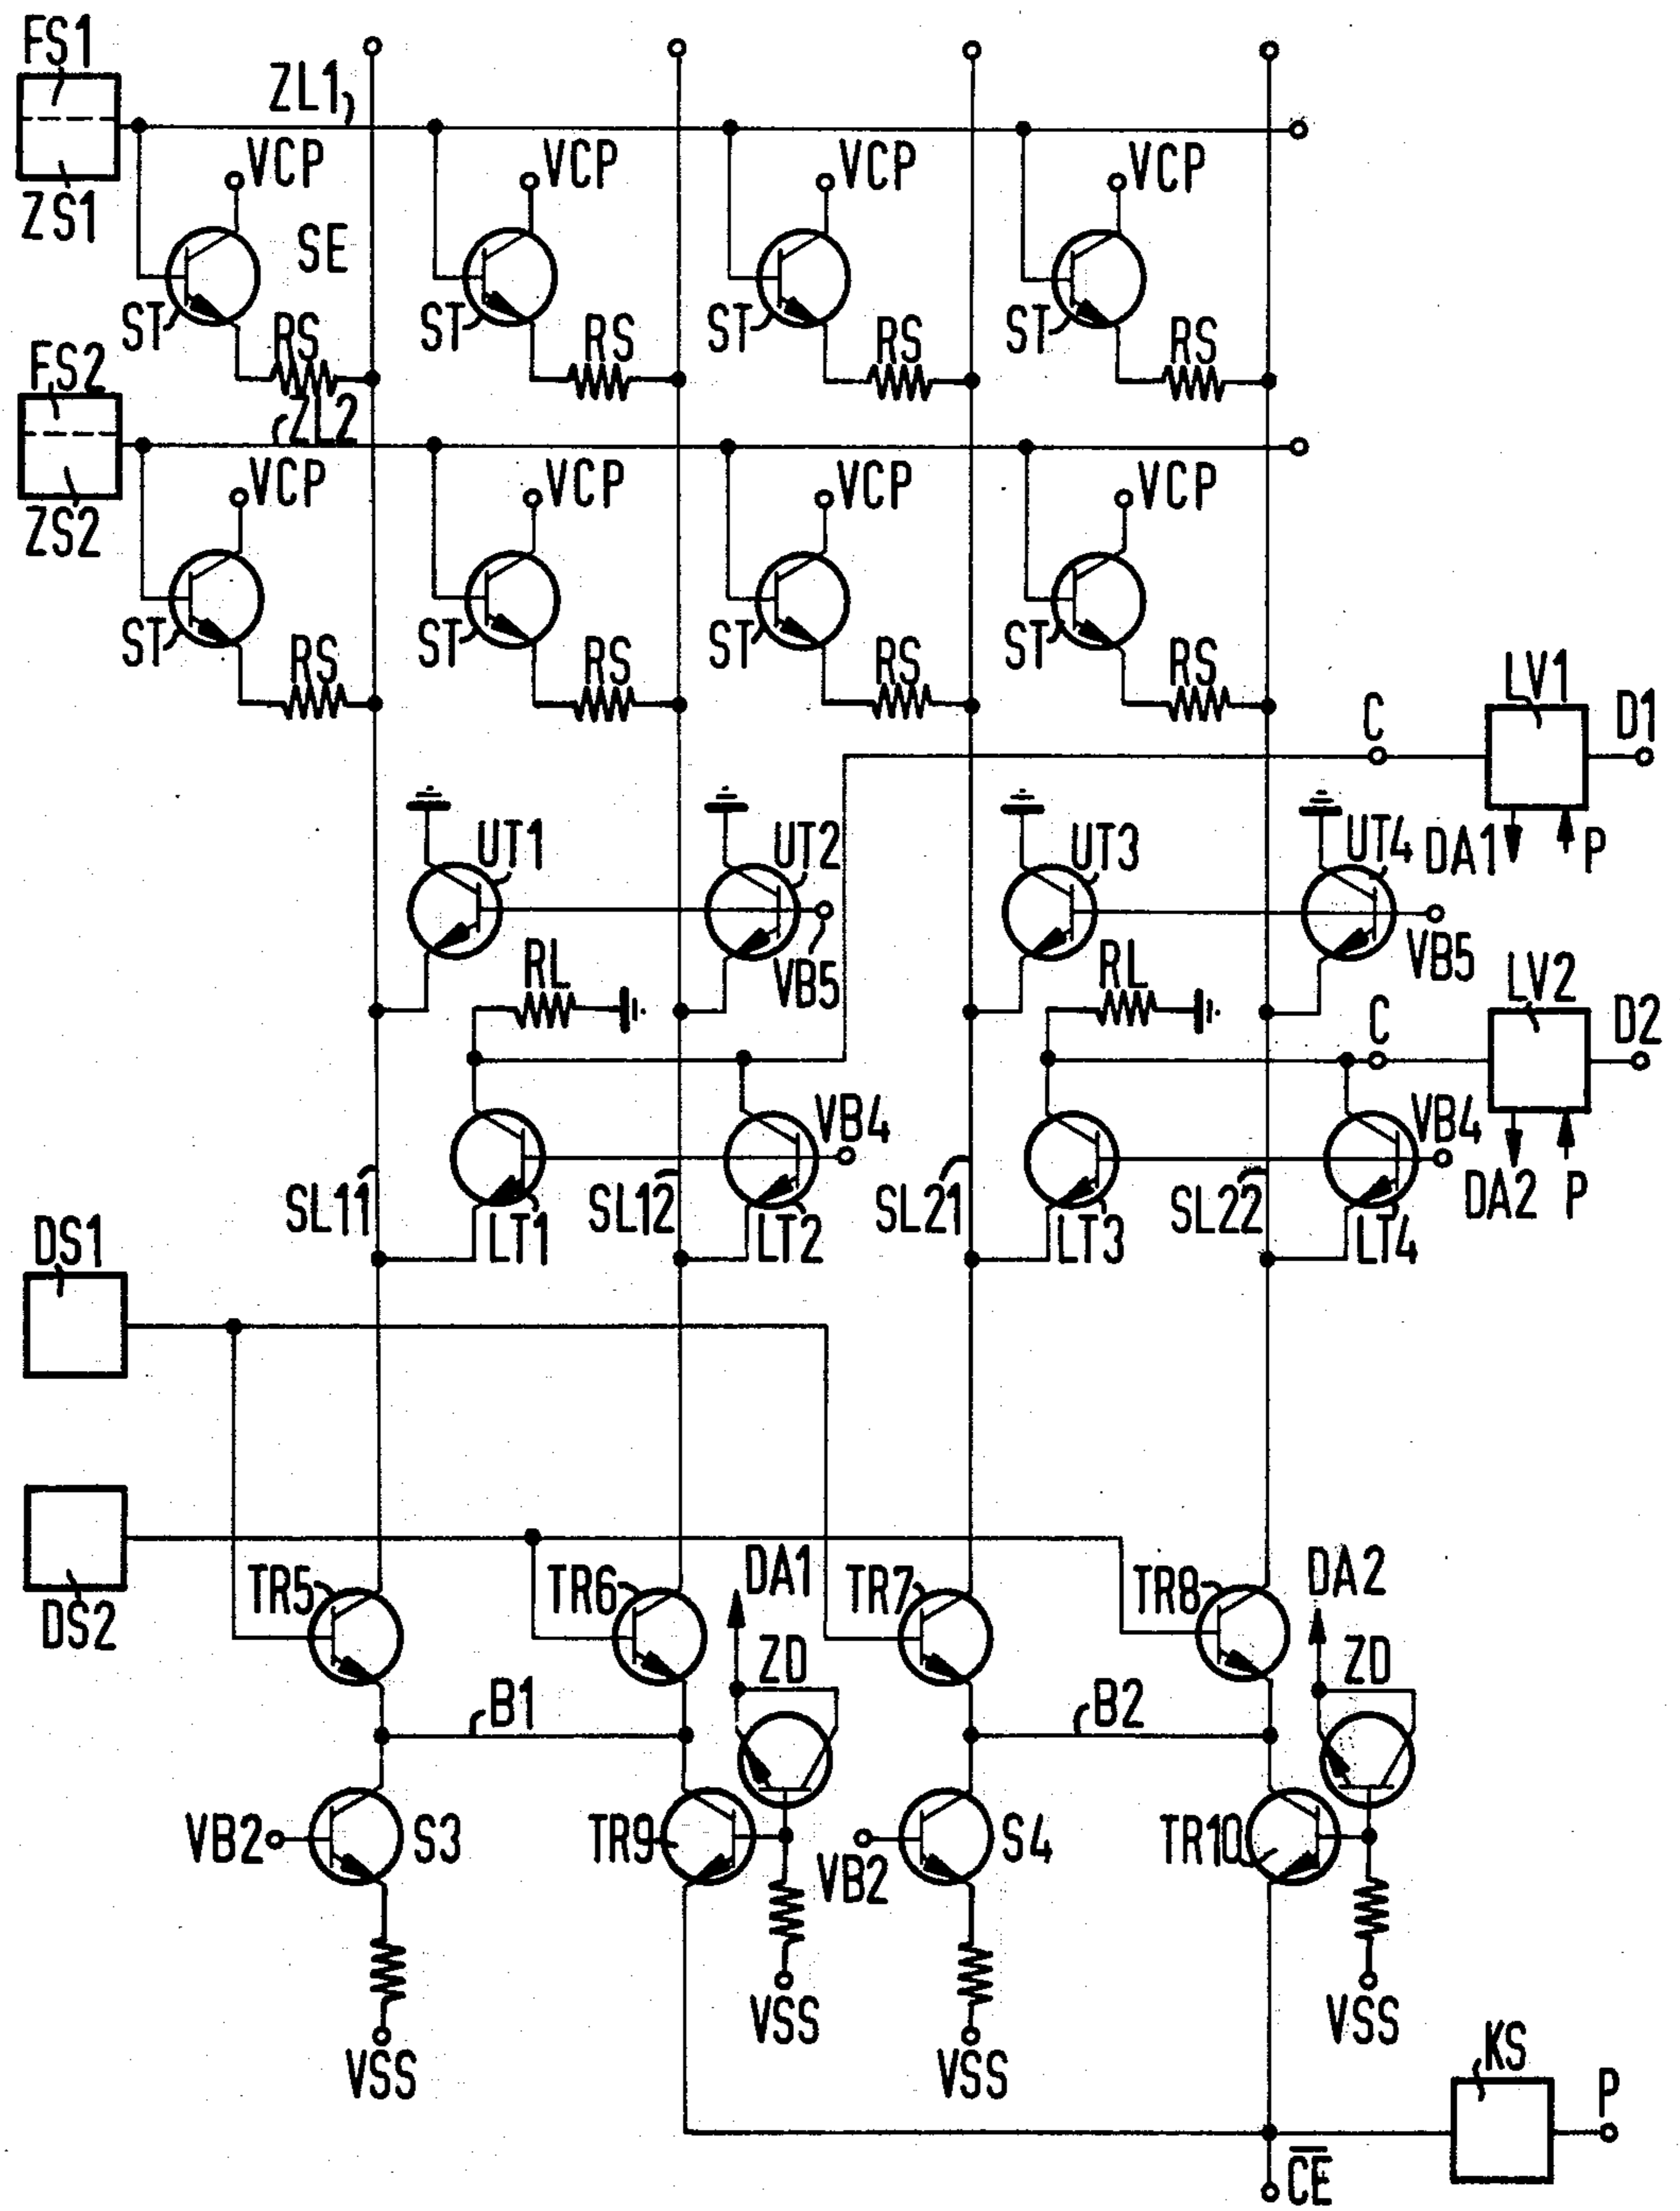 FS1
ZL1
VCP VCP VCP VCP
ZS1
SE
ST ST ST ST
RS RS RS RS
FS2
ZL2
VCP VCP VCP VCP
ZS2
ST ST ST ST
RS RS RS RS
LV1
C D1
UT1 UT2 UT3 UT4 DA1 P
RL VB5 RL VB5 LV2
C D2
VB4 VB4
SL11 SL12 SL21 SL22 DA2 P
LT1 LT2 LT3 LT4
DS1
DA1 DA2
TR5 TR6 TR7 TR8
DS2
ZD ZD
B1 B2
VB2 S3 TR9 S4 TR10
VB2
VSS VSS
VSS VSS KS
P
CE